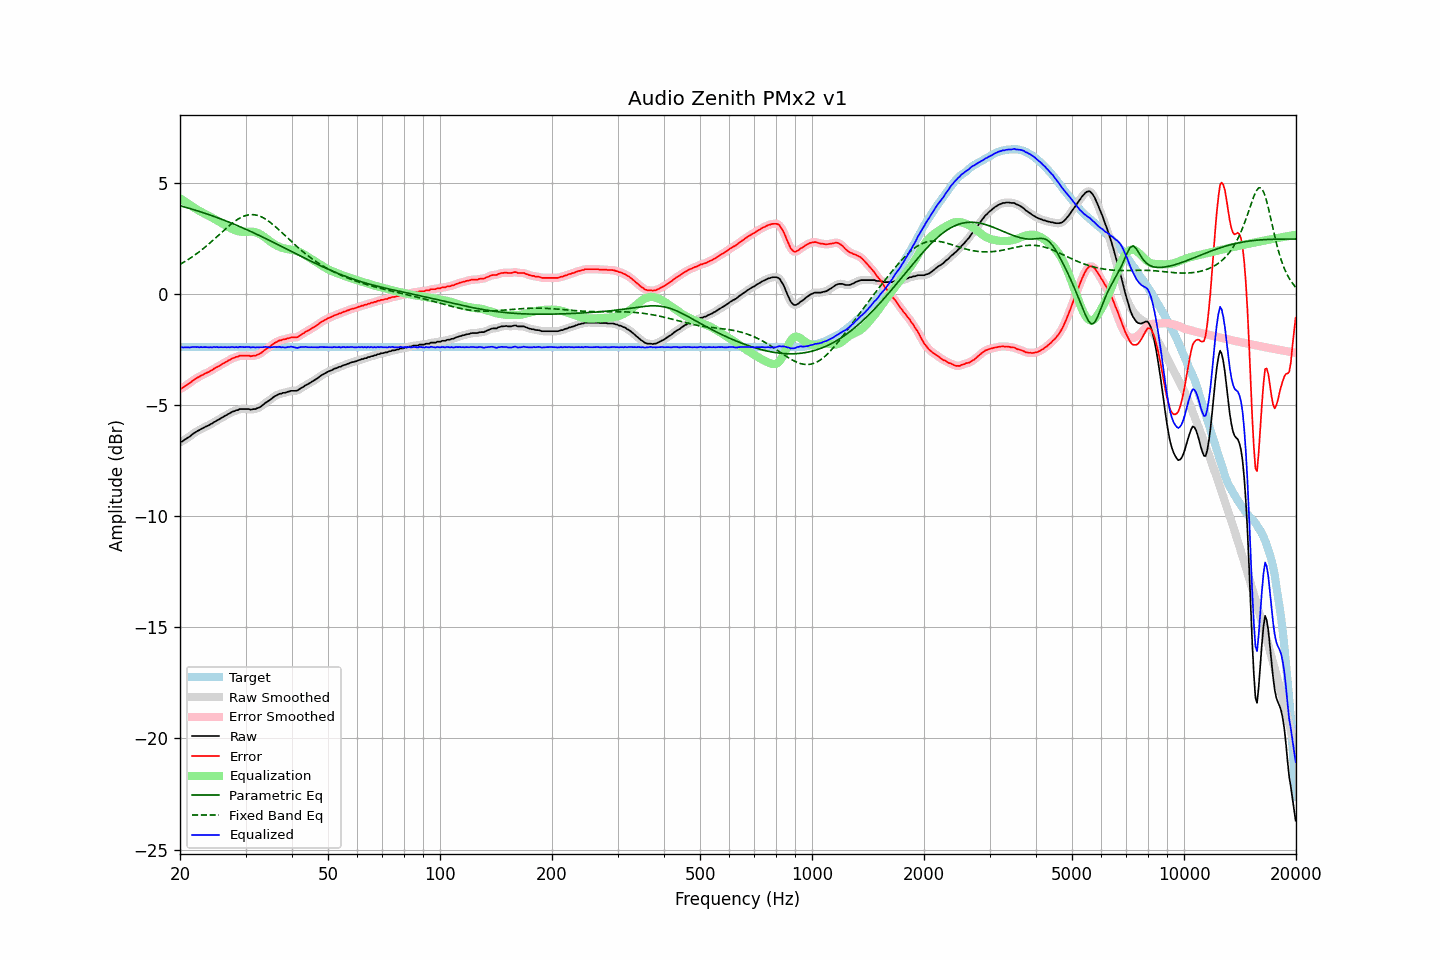 Audio Zenith PMx2 v1
Amplitude (dBr)
5
0
−5
−10
−15
−20
−25
Target
Raw Smoothed
Error Smoothed
Raw
Error
Equalization
Parametric Eq
Fixed Band Eq
Equalized
20 50 100 200 500 1000 2000 5000 10000 20000
Frequency (Hz)